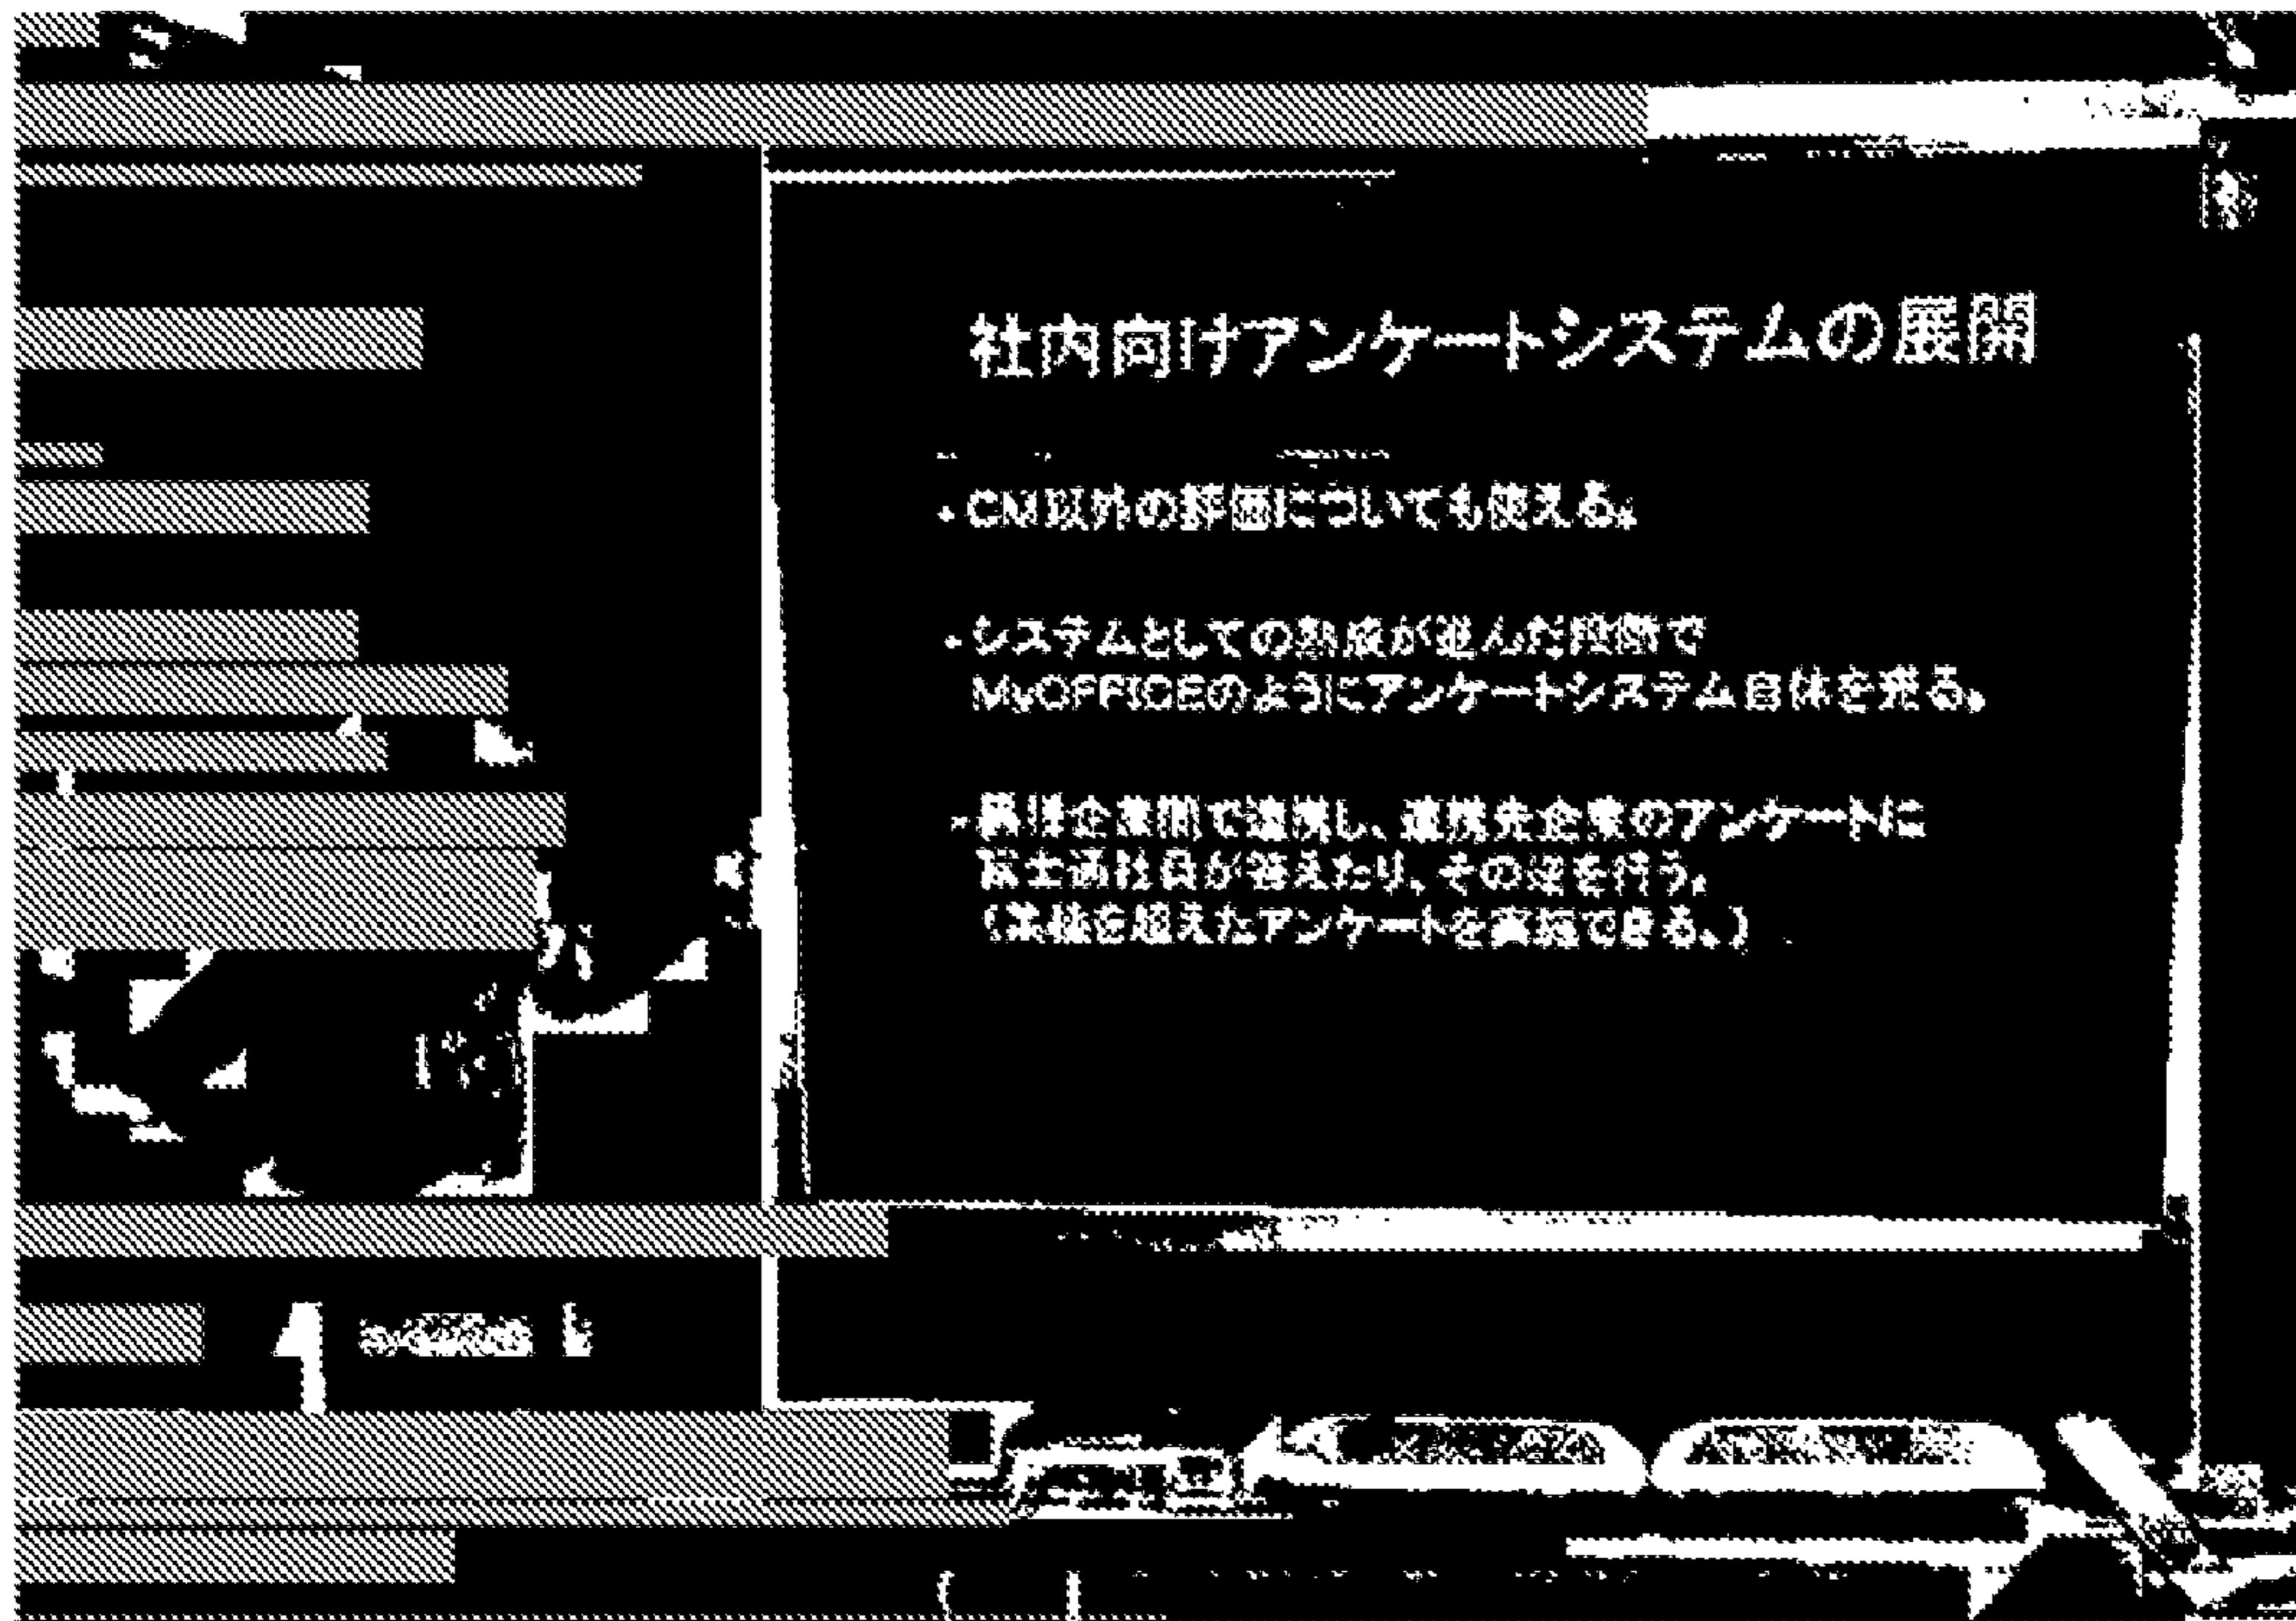 社内向けアンケートシステムの展開
・CM以外の評価についても使える。
・システムとしての熟成が進んだ段階で
MyOFFICEのようにアンケートシステム自体を売る。
企業間で連携し、連携先企業のアンケートに
富士通社員が答えたり、その逆を行う。
(業種を超えたアンケートを実施できる。)